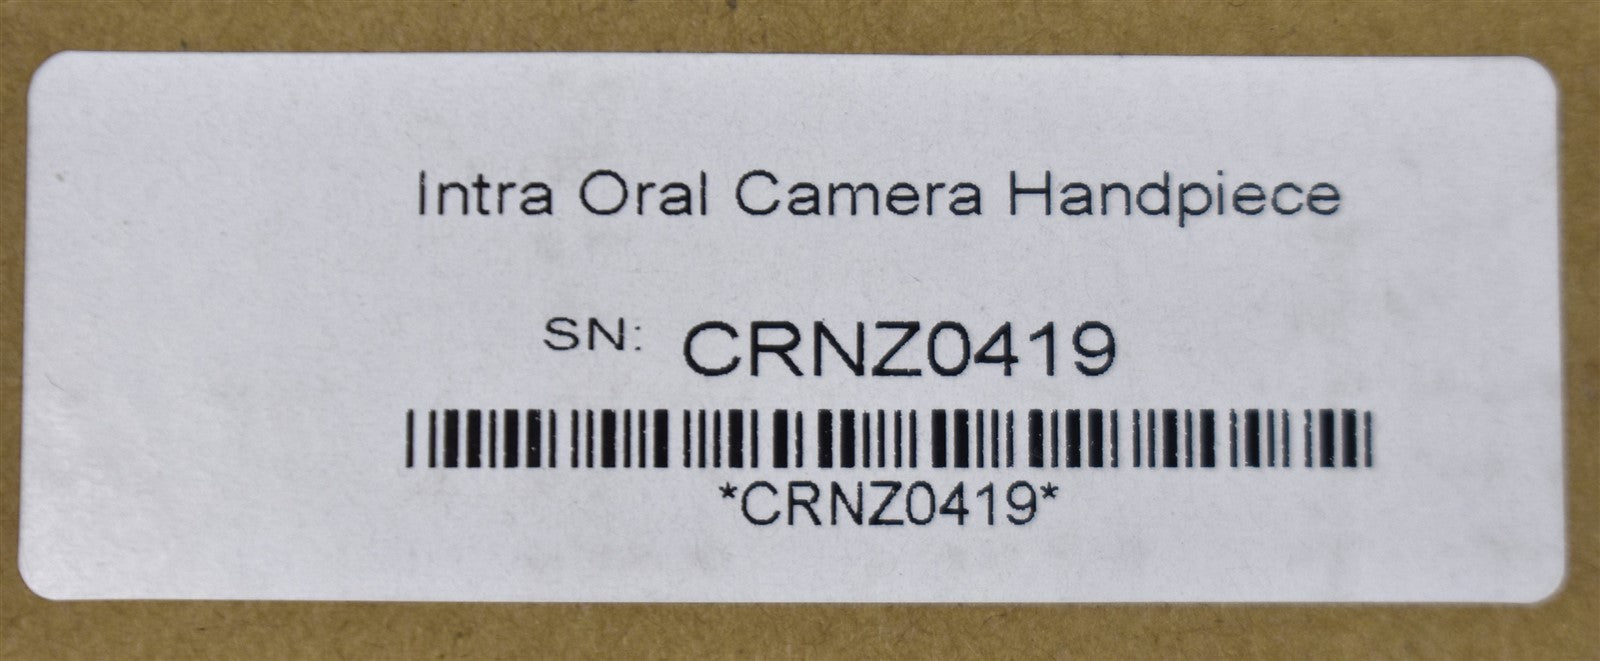 Intra Oral Camera Handpiece
SN: CRNZ0419
*CRNZ0419*